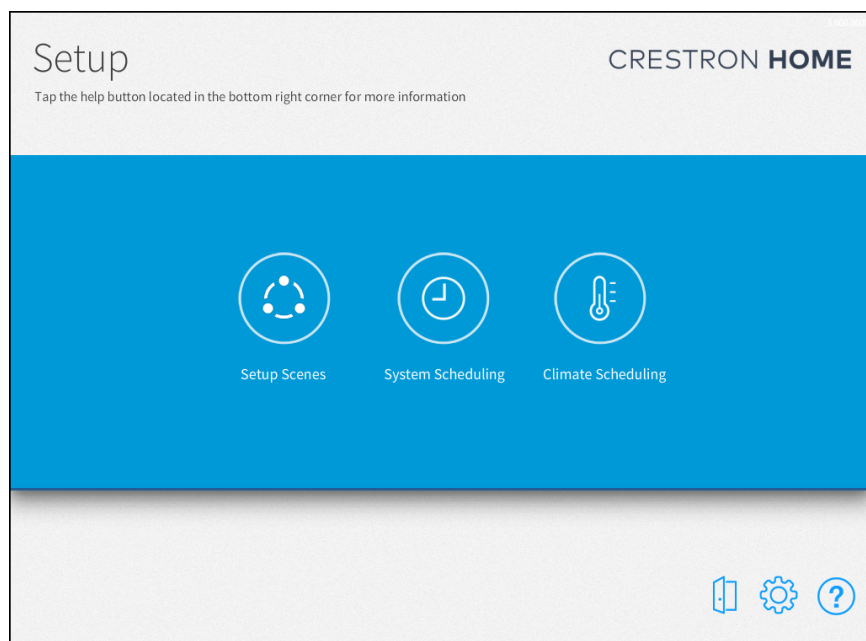 Setup
CRESTRON HOME
Tap the help button located in the bottom right corner for more information
Setup Scenes
System Scheduling
Climate Scheduling
?